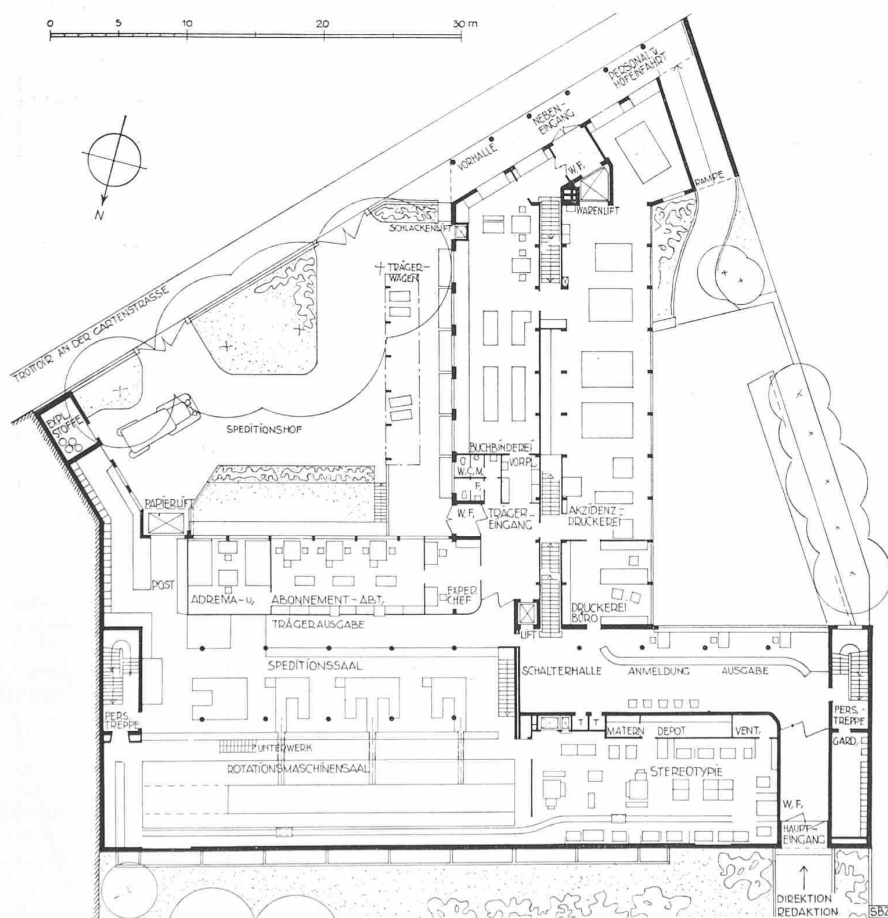 0 5 10 20 30 m
N
PERSONAL U.
HOFEINFAHRT
NEBEN-
EINGANG
VORHALLE
W.F.
RAMPE
WARENLIFT
SCHLACKENLIFT
TRÄGER-
WAGEN
TROTTOIR AN DER GARTENSTRASSE
EXPL.
STOFFE
SPEDITIONSHOF
BUCHBINDEREI
W.C.M.
VORPL.
F.
PAPIERLIFT
W.F.
TRÄGER-
EINGANG
AKZIDENZ-
DRUCKEREI
POST
ADREMA- U. ABONNEMENT-ABT.
EXPED.
CHEF
DRUCKEREI
BÜRO
TRÄGERAUSGABE
LIFT
SPEDITIONSSAAL
SCHALTERHALLE
ANMELDUNG
AUSGABE
PERS.
TREPPE
PERS.-
TREPPE
T T
MATERN
DEPOT
VENT.
GARD.
UNTERWERK
ROTATIONSMASCHINENSAAL
STEREOTYPIE
W.F.
HAUPT-
EINGANG
DIREKTION
REDAKTION
SBZ